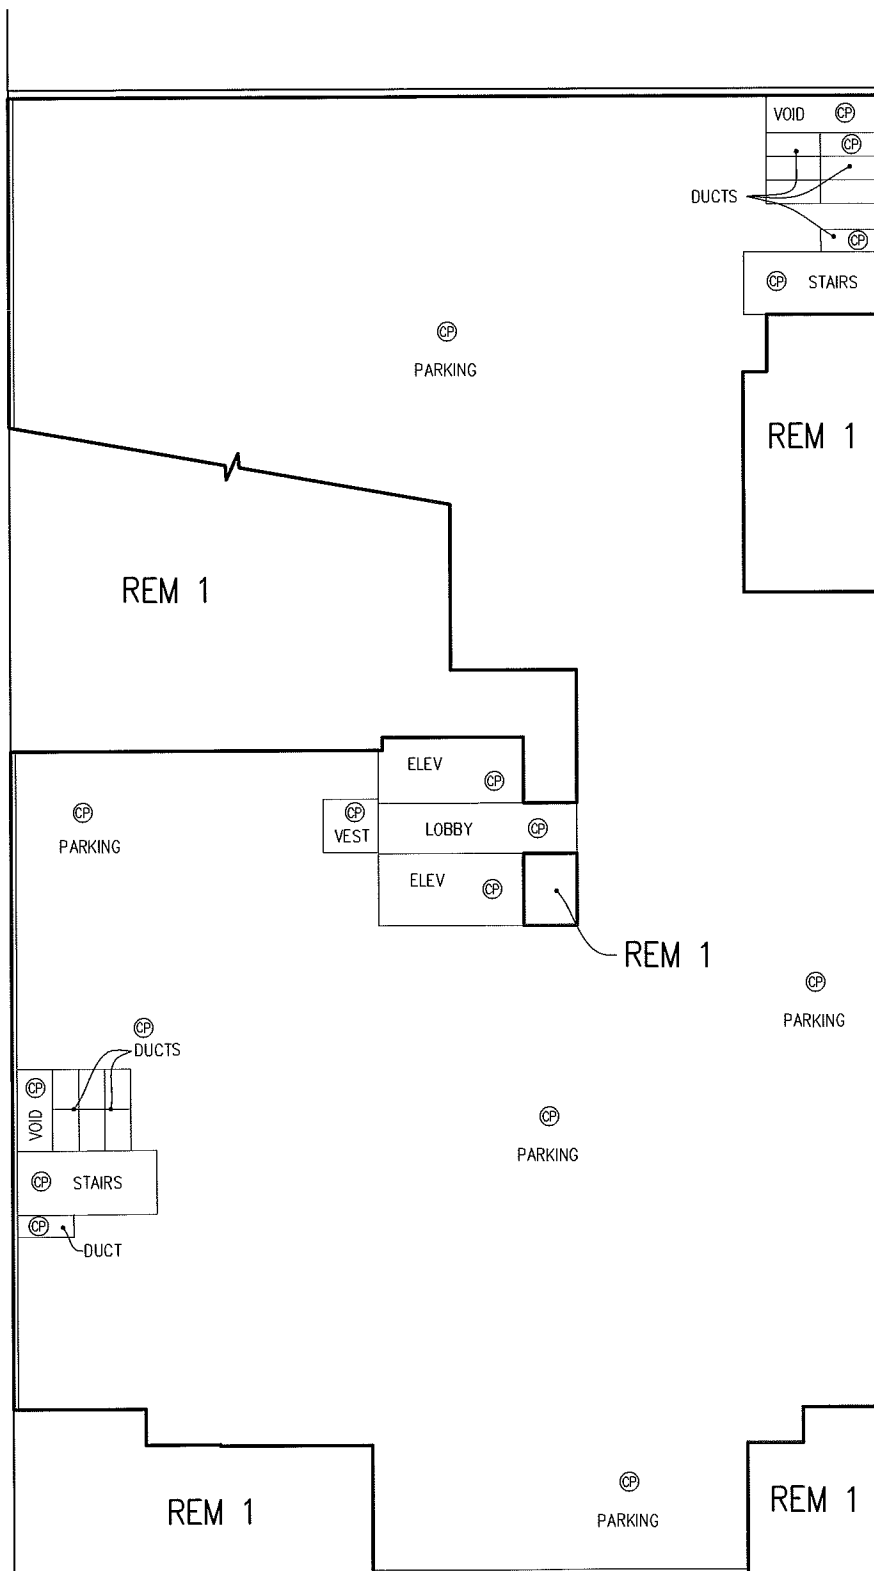 VOID CP
CP
DUCTS
CP
CP STAIRS
CP
PARKING
REM 1
REM 1
ELEV
CP
CP
PARKING
CP
VEST
LOBBY CP
ELEV
CP
REM 1
CP
PARKING
CP
DUCTS
CP
VOID
CP
PARKING
CP STAIRS
CP
DUCT
CP
PARKING
REM 1
REM 1